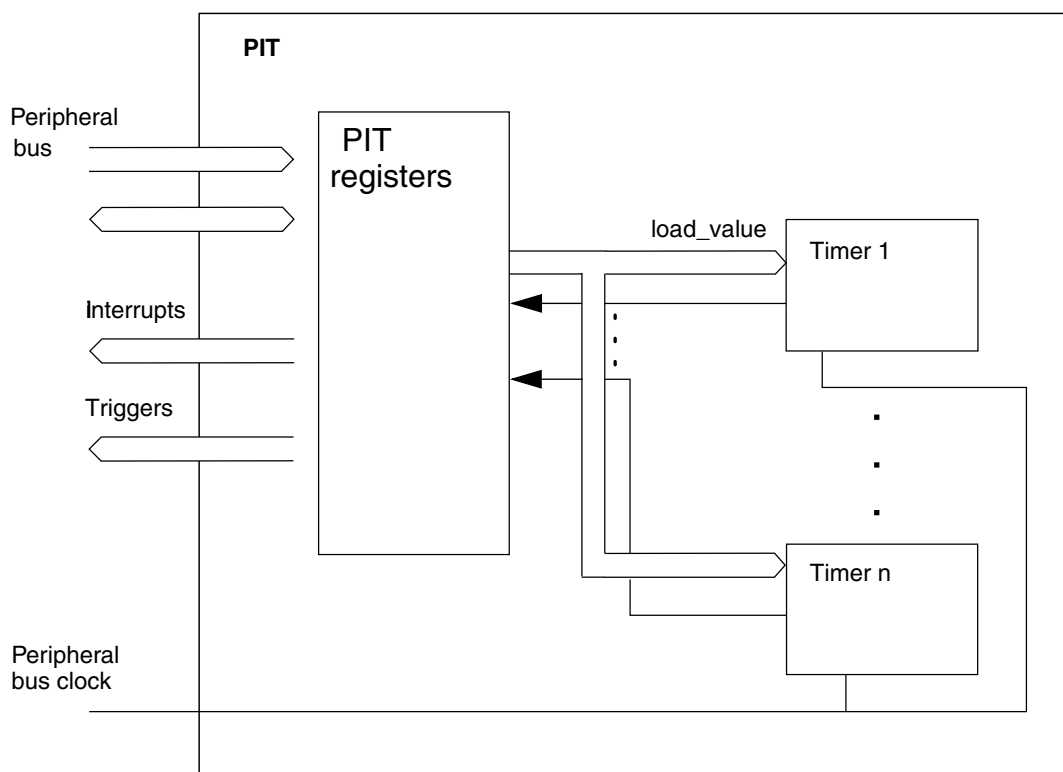 PIT
Peripheral
bus
PIT
registers
load_value
Timer 1
Interrupts
Triggers
Timer n
Peripheral
bus clock